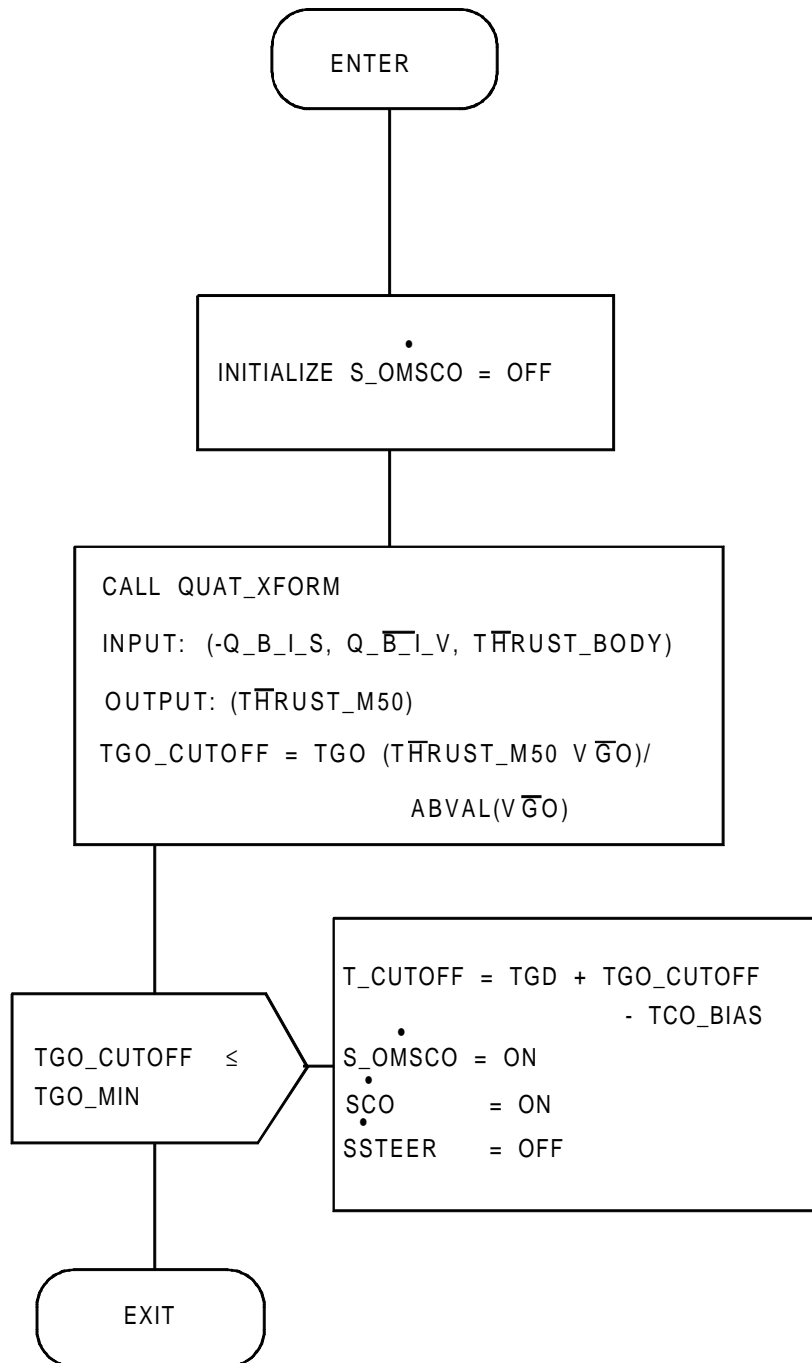 ENTER
INITIALIZE S_OMSCO = OFF
CALL QUAT_XFORM
INPUT: (-Q_B_I_S, Q_B_I_V, THRUST_BODY)
OUTPUT: (THRUST_M50)
TGO_CUTOFF = TGO (THRUST_M50 VGO)/
ABVAL(VGO)
TGO_CUTOFF ≤
TGO_MIN
T_CUTOFF = TGD + TGO_CUTOFF
- TCO_BIAS
S_OMSCO = ON
SCO = ON
SSTEER = OFF
EXIT